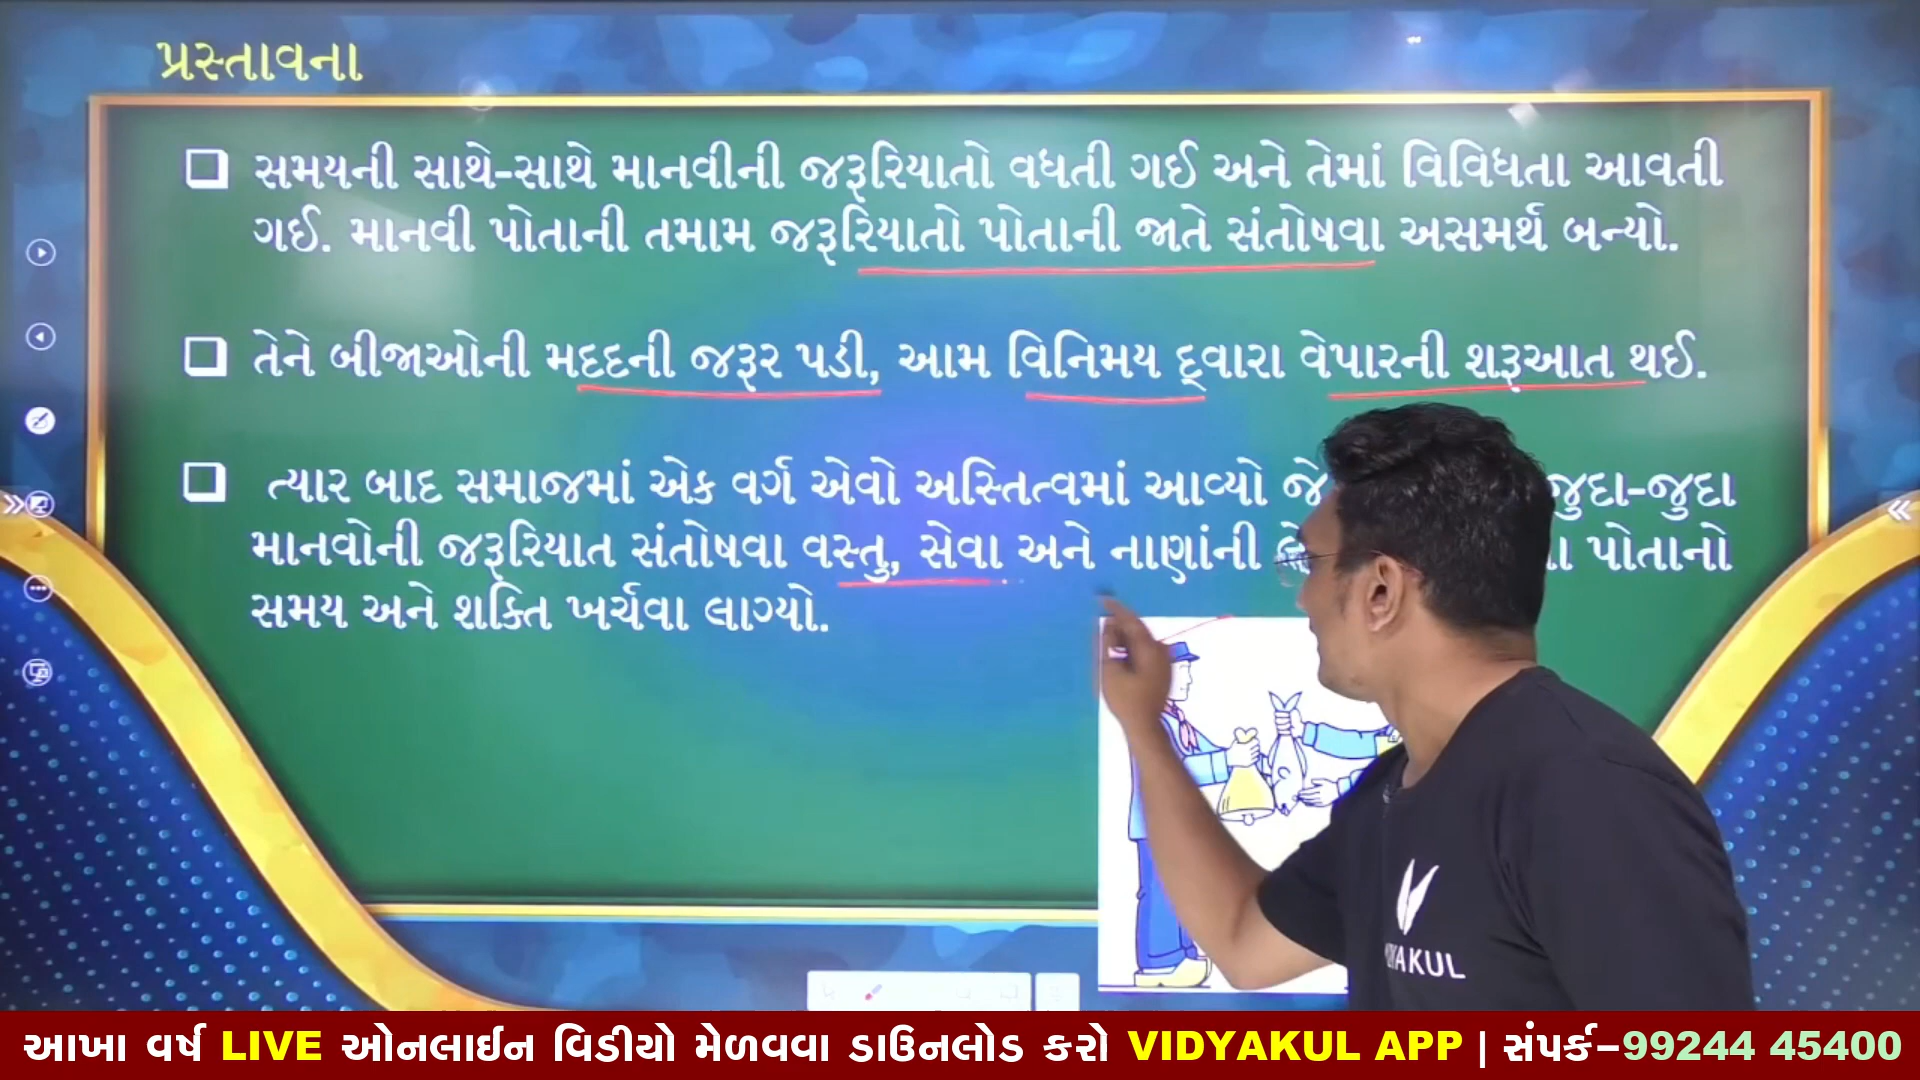 પ્રસ્તાવના
સમયની સાથે-સાથે માનવીની જરૂરિયાતો વધતી ગઈ અને તેમાં વિવિધતા આવતી
ગઈ. માનવી પોતાની તમામ જરૂરિયાતો પોતાની જાતે સંતોષવા અસમર્થ બન્યો.
તેને બીજાઓની મદદની જરૂર પડી, આમ વિનિમય દ્વારા વેપારની શરૂઆત થઈ.
ત્યાર બાદ સમાજમાં એક વર્ગ એવો અસ્તિત્વમાં આવ્યો જે જુદા-જુદા
માનવોની જરૂરિયાત સંતોષવા વસ્તુ, સેવા અને નાણાંની પોતાનો
સમય અને શક્તિ ખર્ચવા લાગ્યો.
આખા વર્ષ LIVE ઓનલાઈન વિડીયો મેળવવા ડાઉનલોડ કરો VIDYAKUL APP | સંપર્ક-99244 45400